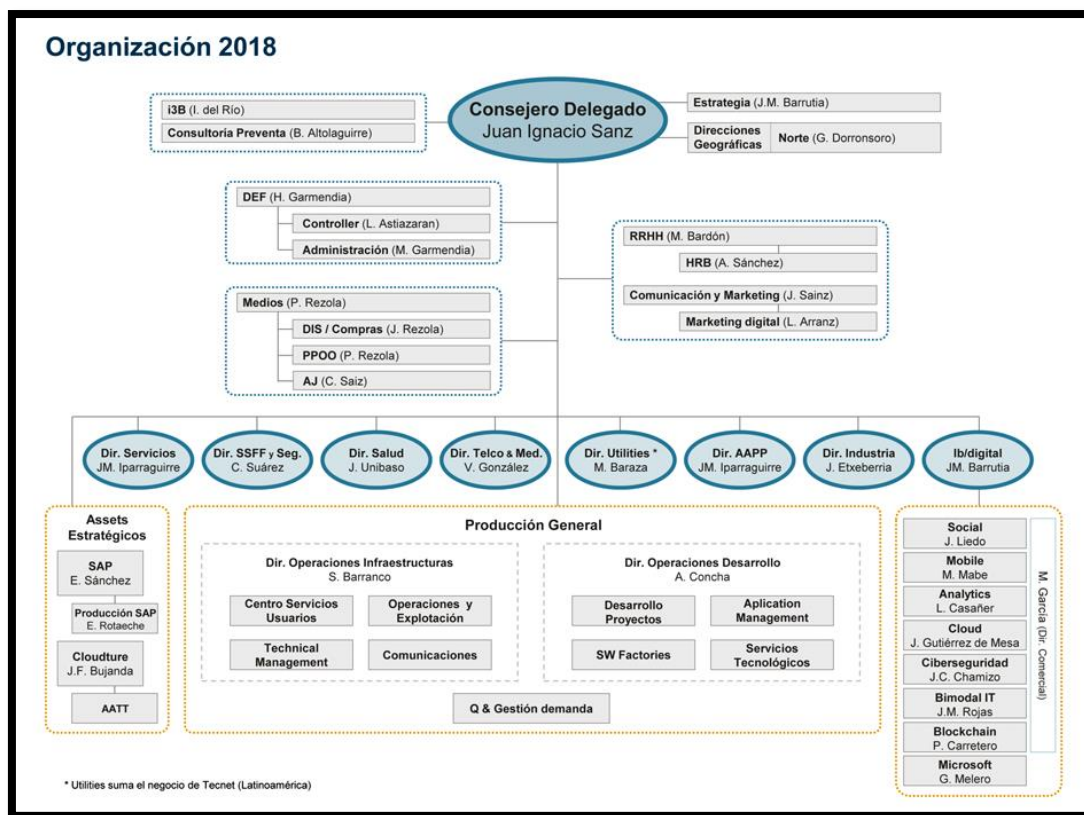 Organización 2018
i3B (I. del Río)
Consultoría Preventa (B. Altolaguirre)
Consejero Delegado
Juan Ignacio Sanz
Estrategia (J.M. Barrutia)
Direcciones
Geográficas
Norte (G. Dorronsoro)
DEF (H. Garmendia)
Controller (L. Astiazaran)
Administración (M. Garmendia)
RRHH (M. Bardón)
HRB (A. Sánchez)
Comunicación y Marketing (J. Sainz)
Marketing digital (L. Arranz)
Medios (P. Rezola)
DIS / Compras (J. Rezola)
PPOO (P. Rezola)
AJ (C. Saiz)
Dir. Servicios
JM. Iparraguirre
Dir. SSFF y Seg.
C. Suárez
Dir. Salud
J. Unibaso
Dir. Telco & Med.
V. González
Dir. Utilities *
M. Baraza
Dir. AAPP
JM. Iparraguirre
Dir. Industria
J. Etxeberria
Ib/digital
JM. Barrutia
Assets
Estratégicos
SAP
E. Sánchez
Producción SAP
E. Rotaeche
Cloudture
J.F. Bujanda
AATT
Producción General
Dir. Operaciones Infraestructuras
S. Barranco
Centro Servicios
Usuarios
Operaciones y
Explotación
Technical
Management
Comunicaciones
Dir. Operaciones Desarrollo
A. Concha
Desarrollo
Proyectos
Aplication
Management
SW Factories
Servicios
Tecnológicos
Q & Gestión demanda
Social
J. Liedo
Mobile
M. Mabe
Analytics
L. Casañer
Cloud
J. Gutiérrez de Mesa
Ciberseguridad
J.C. Chamizo
Bimodal IT
J.M. Rojas
Blockchain
P. Carretero
Microsoft
G. Melero
M. García (Dir. Comercial)
* Utilities suma el negocio de Tecnet (Latinoamérica)